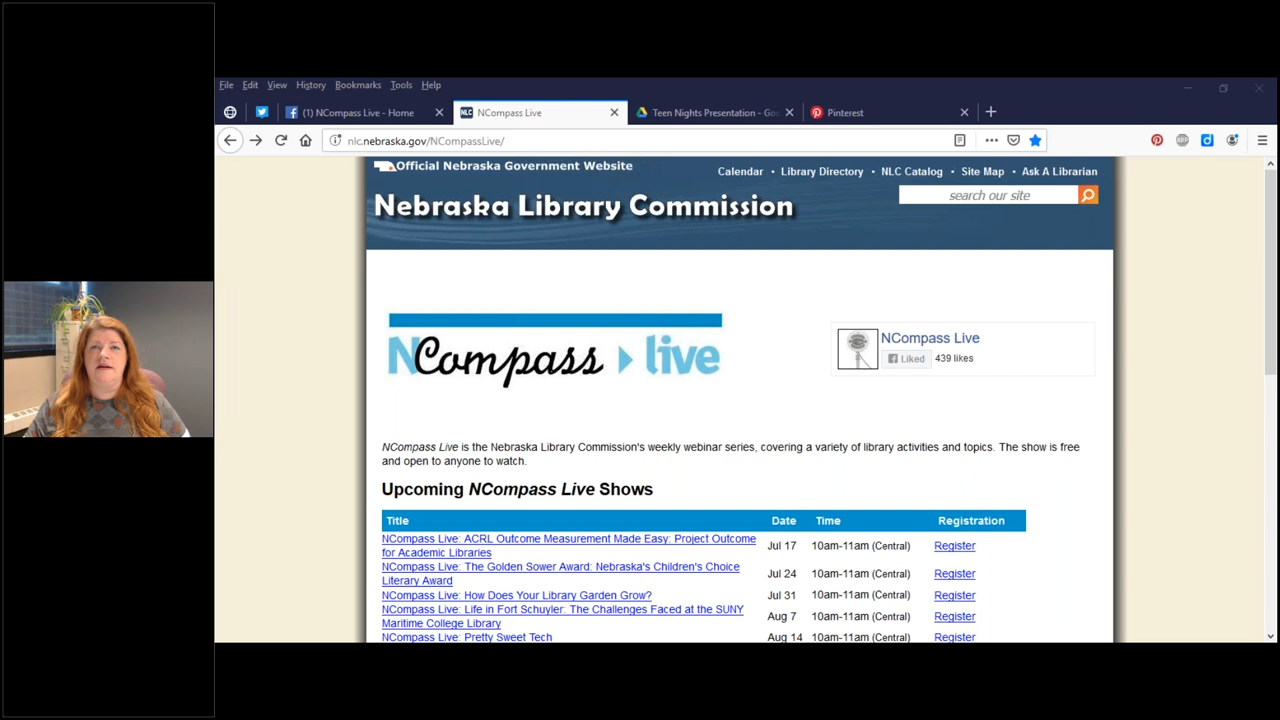 File Edit View History Bookmarks Tools Help
(1) NCompass Live - Home
NLC NCompass Live
Teen Nights Presentation - Goo
Pinterest
nlc.nebraska.gov/NCompassLive/
Official Nebraska Government Website
Calendar • Library Directory • NLC Catalog • Site Map • Ask A Librarian
Nebraska Library Commission
search our site
NCompass live
NCompass Live
Liked 439 likes
NCompass Live is the Nebraska Library Commission's weekly webinar series, covering a variety of library activities and topics. The show is free
and open to anyone to watch.
Upcoming NCompass Live Shows
Title Date Time Registration
NCompass Live: ACRL Outcome Measurement Made Easy: Project Outcome
for Academic Libraries Jul 17 10am-11am (Central) Register
NCompass Live: The Golden Sower Award: Nebraska's Children's Choice
Literary Award Jul 24 10am-11am (Central) Register
NCompass Live: How Does Your Library Garden Grow? Jul 31 10am-11am (Central) Register
NCompass Live: Life in Fort Schuyler: The Challenges Faced at the SUNY
Maritime College Library Aug 7 10am-11am (Central) Register
NCompass Live: Pretty Sweet Tech Aug 14 10am-11am (Central) Register